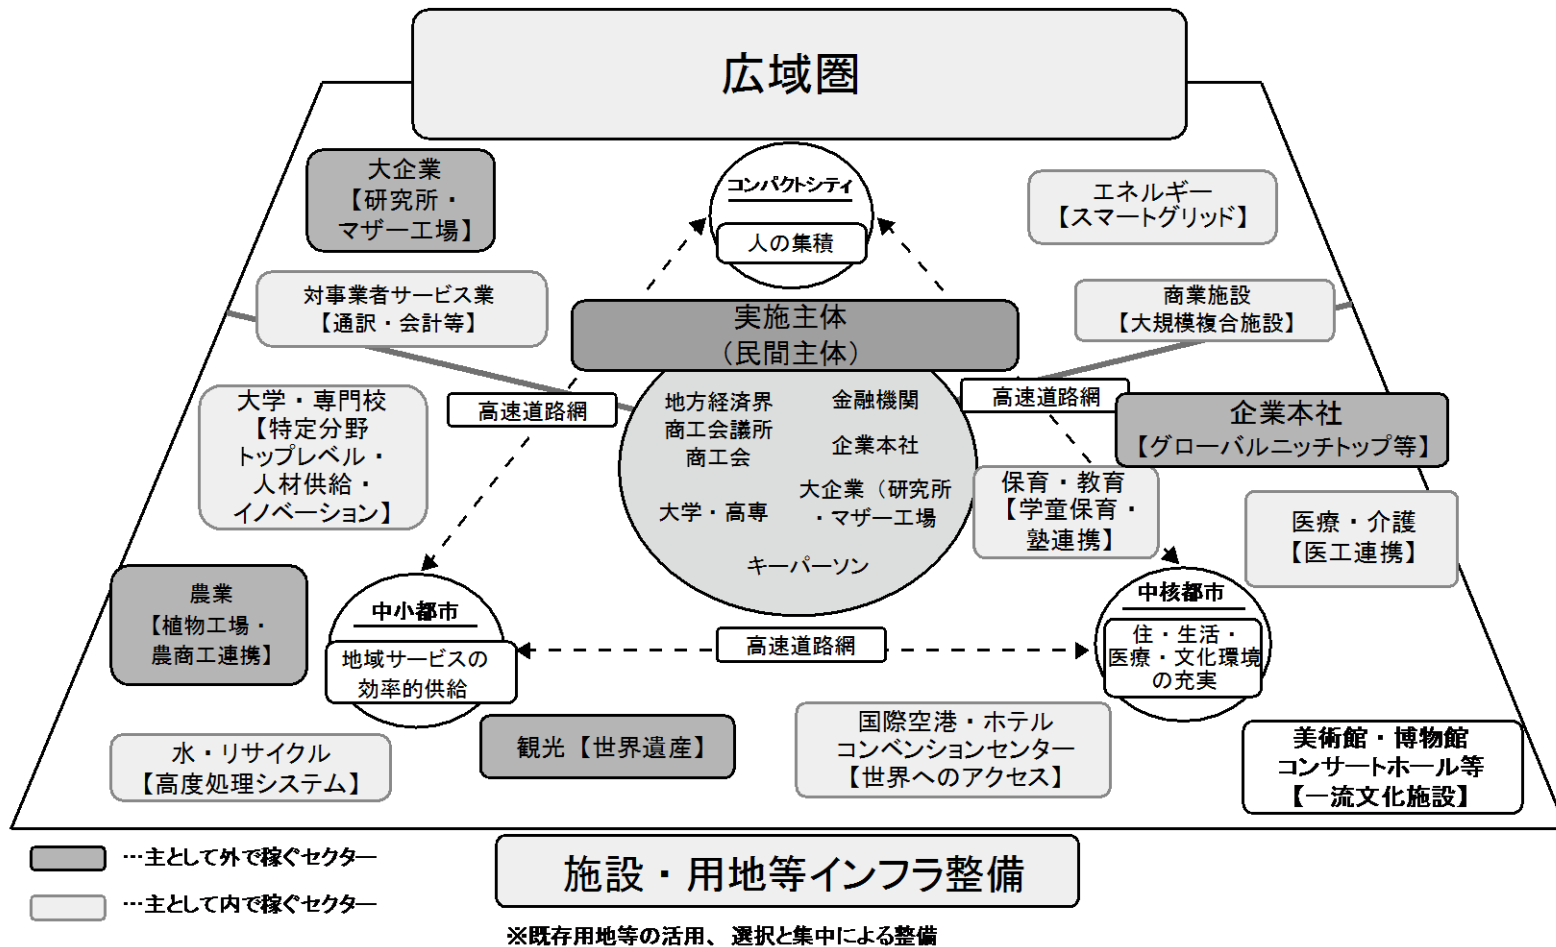 広域圏
大企業
【研究所・
マザー工場】
コンパクトシティ
人の集積
エネルギー
【スマートグリッド】
対事業者サービス業
【通訳・会計等】
実施主体
（民間主体）
商業施設
【大規模複合施設】
大学・専門校
【特定分野
トップレベル・
人材供給・
イノベーション】
高速道路網
地方経済界
商工会議所
商工会
金融機関
企業本社
大学・高専
大企業（研究所
・マザー工場
キーパーソン
高速道路網
企業本社
【グローバルニッチトップ等】
保育・教育
【学童保育・
塾連携】
医療・介護
【医工連携】
農業
【植物工場・
農商工連携】
中小都市
地域サービスの
効率的供給
高速道路網
中核都市
住・生活・
医療・文化環境
の充実
水・リサイクル
【高度処理システム】
観光【世界遺産】
国際空港・ホテル
コンベンションセンター
【世界へのアクセス】
美術館・博物館
コンサートホール等
【一流文化施設】
…主として外で稼ぐセクター
…主として内で稼ぐセクター
施設・用地等インフラ整備
※既存用地等の活用、選択と集中による整備